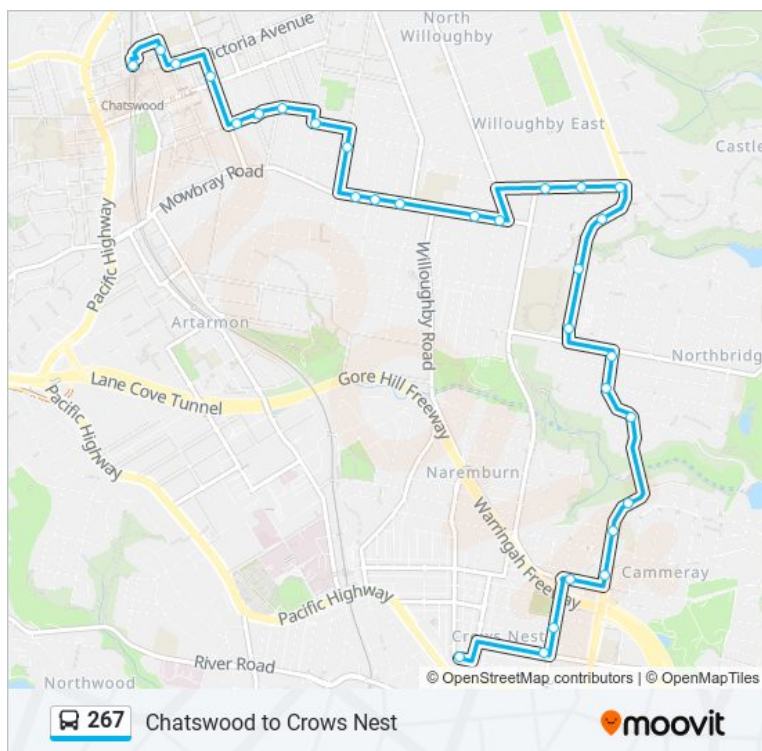 North
Willoughby
Victoria Avenue
Chatswood
Willoughby East
Castle
Mowbray Road
Pacific Highway
Willoughby Road
Artarmon
Northbridg
Lane Cove Tunnel
Gore Hill Freeway
Pacific Highway
Naremburn
Warringah Freeway
Cammeray
Pacific Highway
Crows Nest
River Road
Northwood
© OpenStreetMap contributors | © OpenMapTiles
267 Chatswood to Crows Nest
moovit